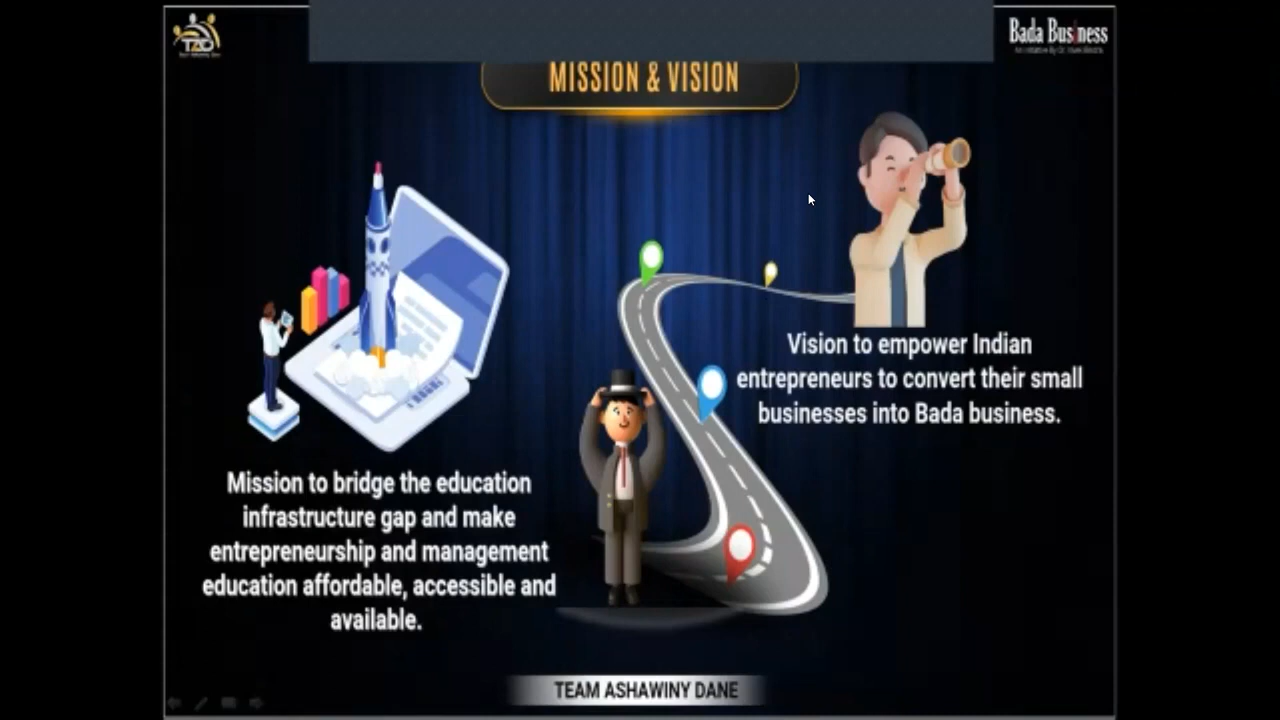 Bada Business
MISSION & VISION
Vision to empower Indian
entrepreneurs to convert their small
businesses into Bada business.
Mission to bridge the education
infrastructure gap and make
entrepreneurship and management
education affordable, accessible and
available.
TEAM ASHAWINY DANE